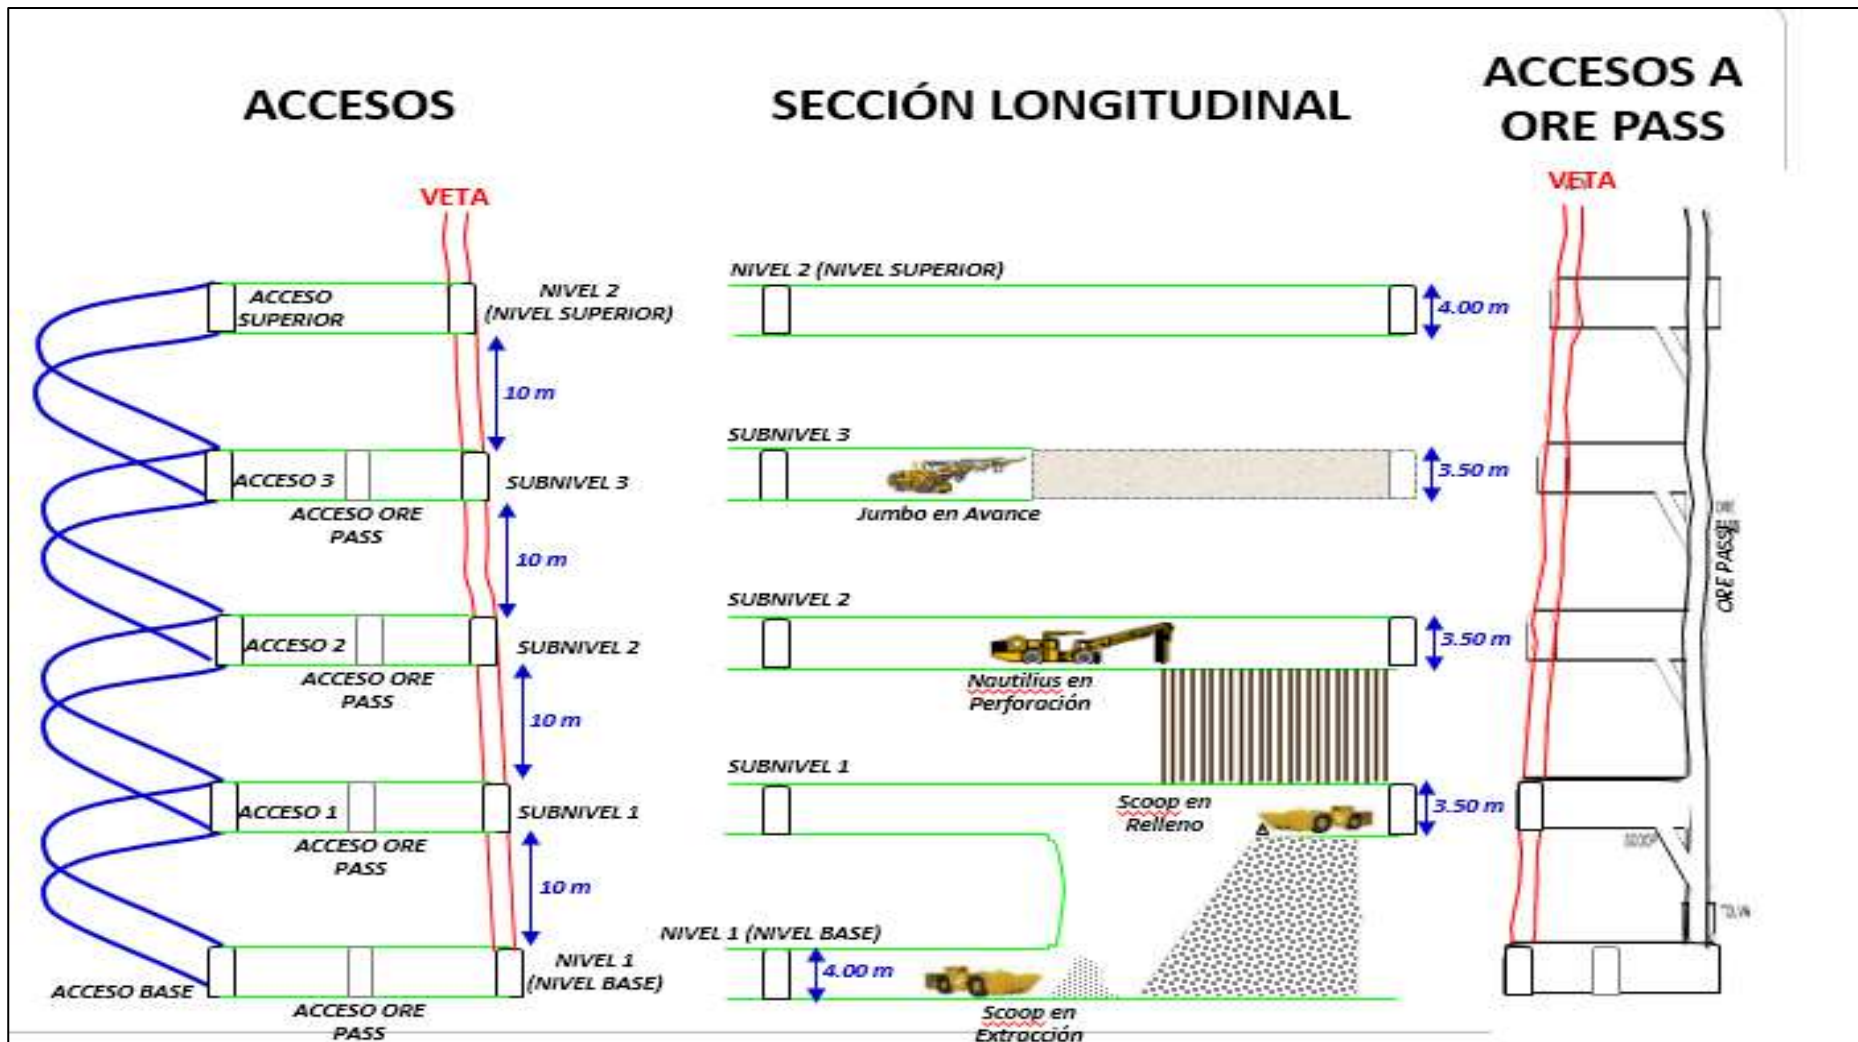 ACCESOS
VETA
ACCESO
SUPERIOR
NIVEL 2
(NIVEL SUPERIOR)
10 m
ACCESO 3
SUBNIVEL 3
ACCESO ORE
PASS
10 m
ACCESO 2
SUBNIVEL 2
ACCESO ORE
PASS
10 m
ACCESO 1
SUBNIVEL 1
ACCESO ORE
PASS
10 m
NIVEL 1
(NIVEL BASE)
ACCESO BASE
ACCESO ORE
PASS
SECCIÓN LONGITUDINAL
NIVEL 2 (NIVEL SUPERIOR)
4.00 m
SUBNIVEL 3
3.50 m
Jumbo en Avance
SUBNIVEL 2
3.50 m
Nautilius en
Perforación
SUBNIVEL 1
Scoop en
Relleno
3.50 m
NIVEL 1 (NIVEL BASE)
4.00 m
Scoop en
Extracción
ACCESOS A
ORE PASS
VETA
ORE PASS